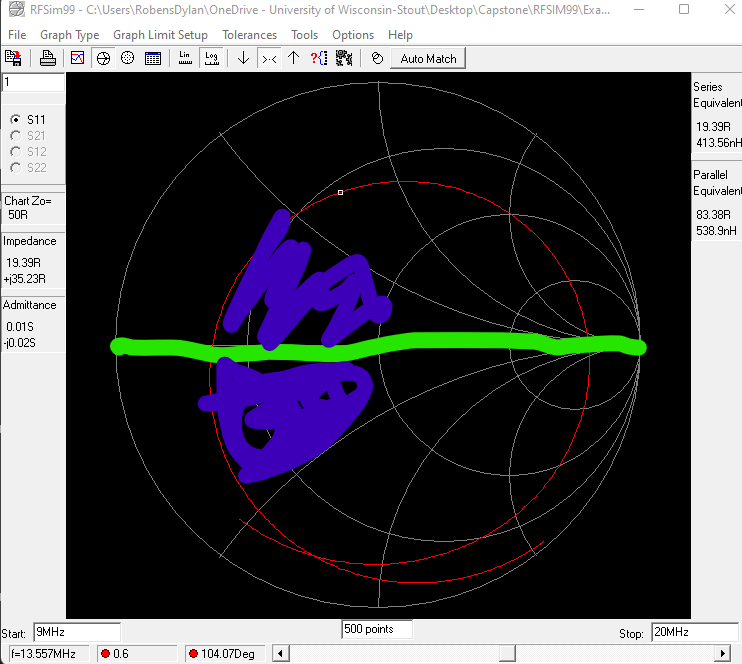 RFSim99 - C:\Users\RobensDylan\OneDrive - University of Wisconsin-Stout\Desktop\Capstone\RFSIM99\Exa...
File Graph Type Graph Limit Setup Tolerances Tools Options Help
Lin Log Auto Match
1
S11
S21
S12
S22
Chart Zo=
50R
Impedance
19.39R
+j35.23R
Admittance
0.01S
-j0.02S
Series
Equivalent
19.39R
413.56nH
Parallel
Equivalent
83.38R
538.9nH
Start: 9MHz 500 points Stop: 20MHz
f=13.557MHz 0.6 104.07Deg